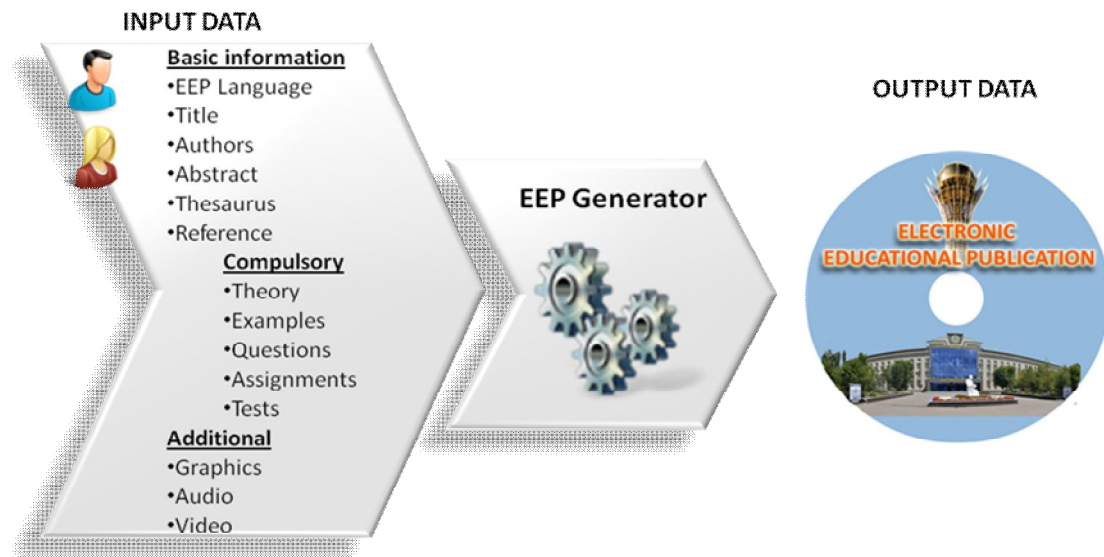 INPUT DATA
Basic information
•EEP Language
•Title
•Authors
•Abstract
•Thesaurus
•Reference
Compulsory
•Theory
•Examples
•Questions
•Assignments
•Tests
Additional
•Graphics
•Audio
•Video
EEP Generator
OUTPUT DATA
ELECTRONIC
EDUCATIONAL PUBLICATION